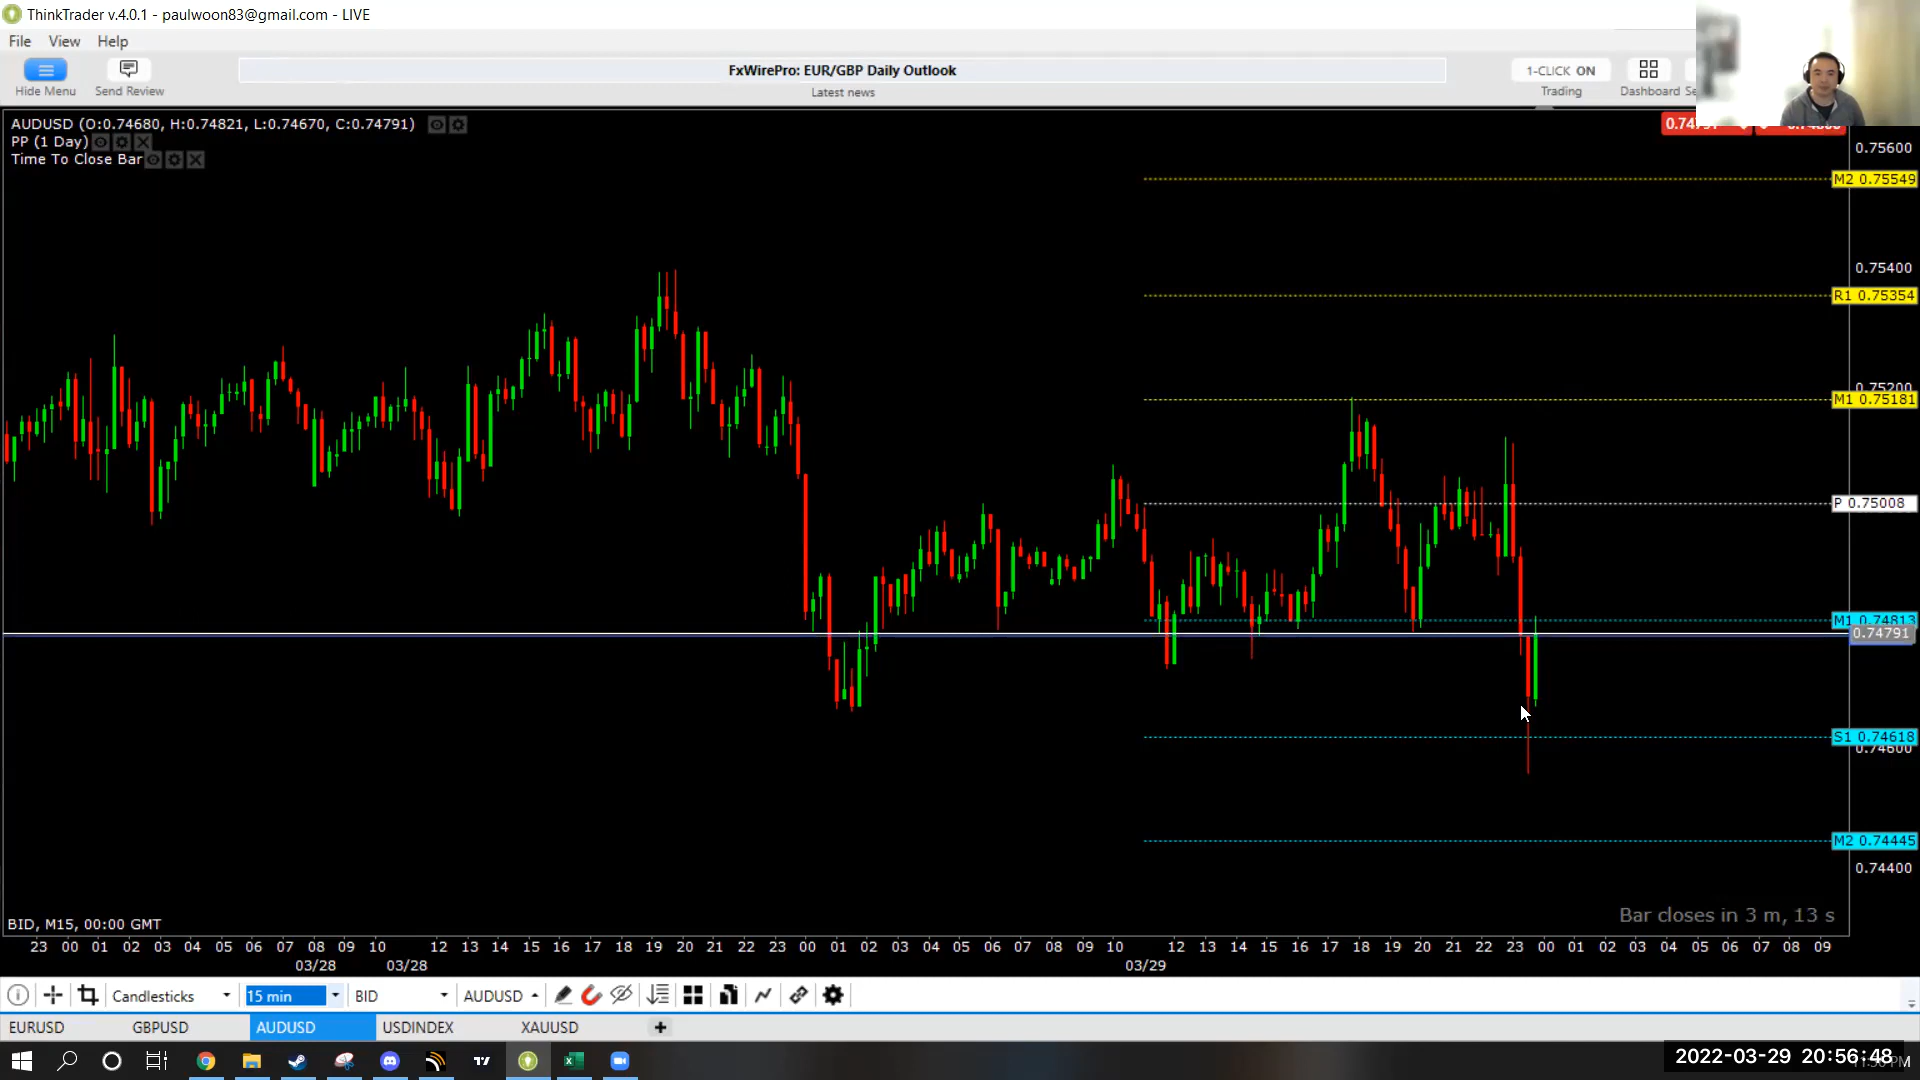 ThinkTrader v.4.0.1 - paulwoon83@gmail.com - LIVE
File View Help
Hide Menu
Send Review
FxWirePro: EUR/GBP Daily Outlook
Latest news
1-CLICK ON
Trading
Dashboard
AUDUSD (O:0.74680, H:0.74821, L:0.74670, C:0.74791)
PP (1 Day)
Time To Close Bar
0.75600
M2 0.75549
0.75400
R1 0.75354
0.75200
M1 0.75181
P 0.75008
M1 0.74813
0.74791
S1 0.74618
0.74600
M2 0.74445
0.74400
Bar closes in 3 m, 13 s
BID, M15, 00:00 GMT
23 00 01 02 03 04 05 06 07 08 09 10 12 13 14 15 16 17 18 19 20 21 22 23 00 01 02 03 04 05 06 07 08 09 10 12 13 14 15 16 17 18 19 20 21 22 23 00 01 02 03 04 05 06 07 08 09
03/28 03/28 03/29
Candlesticks 15 min BID AUDUSD
EURUSD GBPUSD AUDUSD USDINDEX XAUUSD
2022-03-29 20:56:48